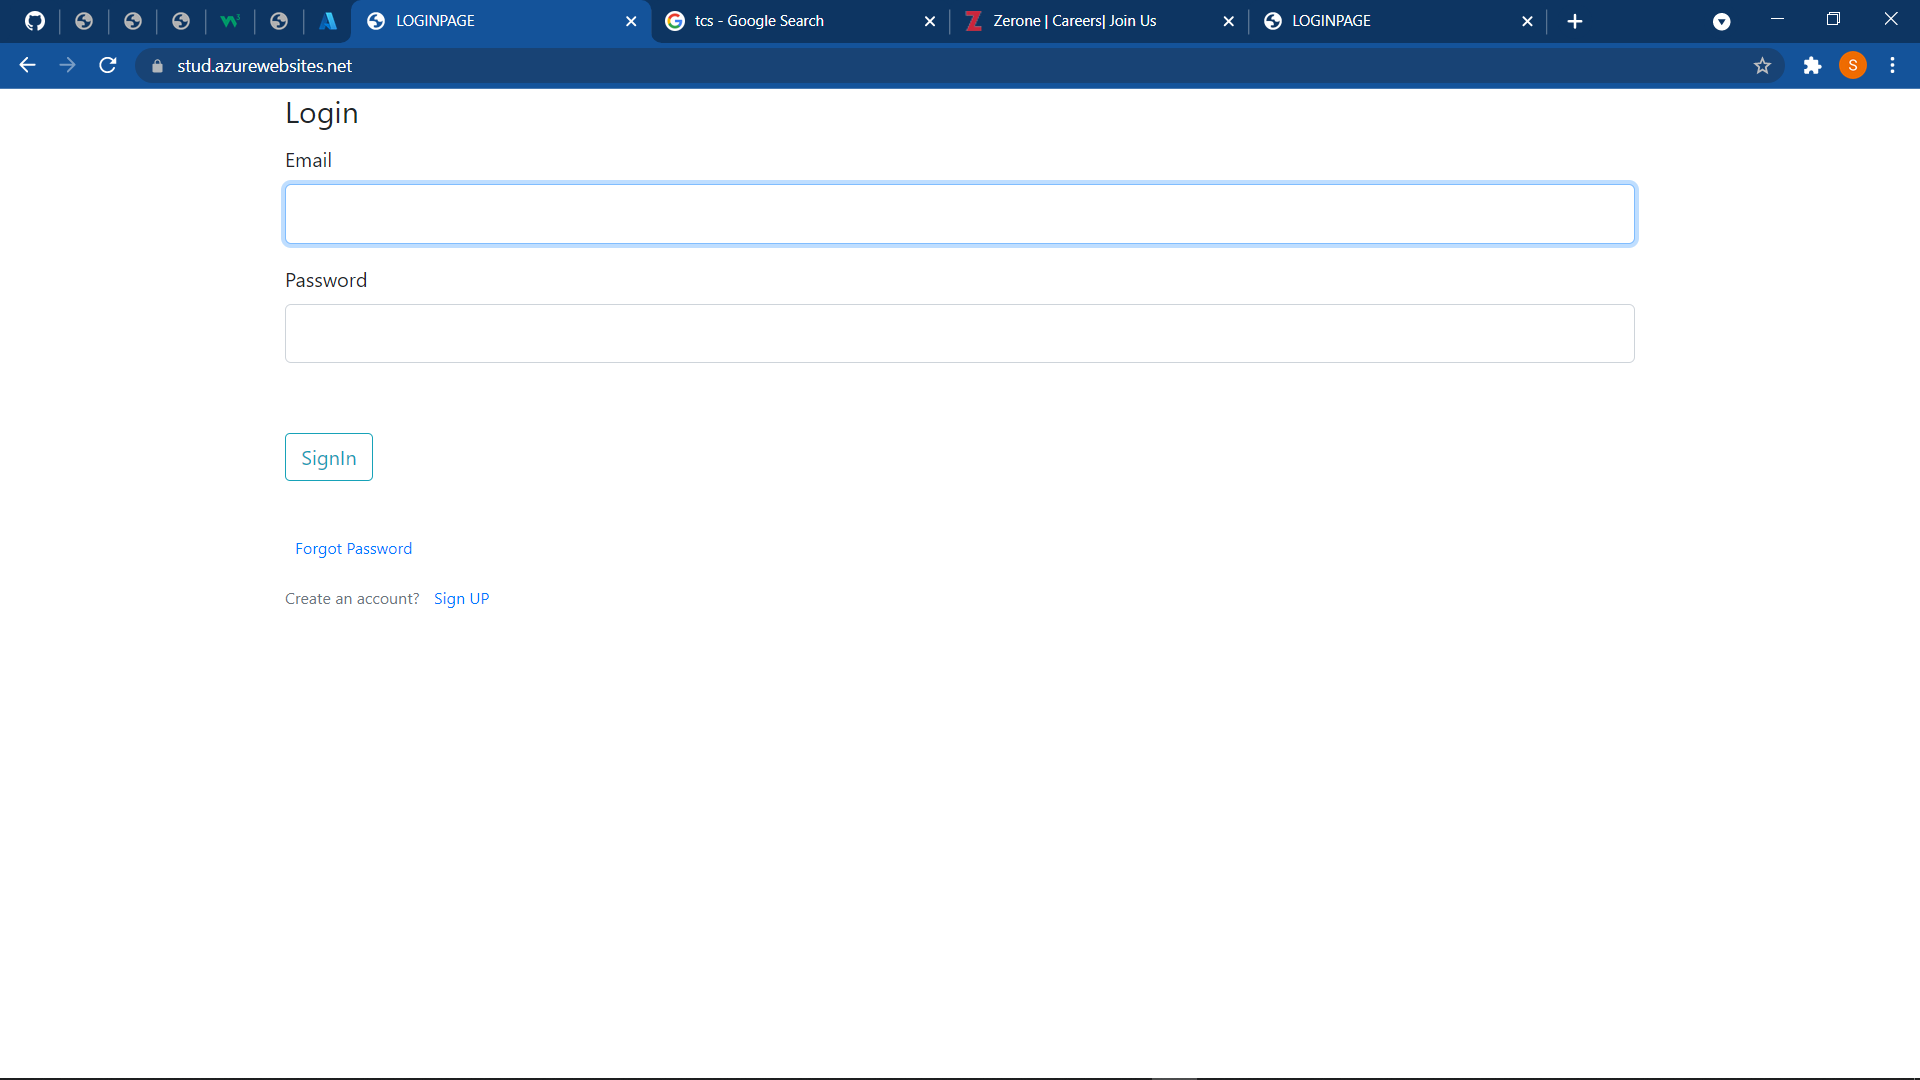 LOGINPAGE
tcs - Google Search
Zerone | Careers| Join Us
LOGINPAGE
stud.azurewebsites.net
S
Login
Email
Password
SignIn
Forgot Password
Create an account? Sign UP